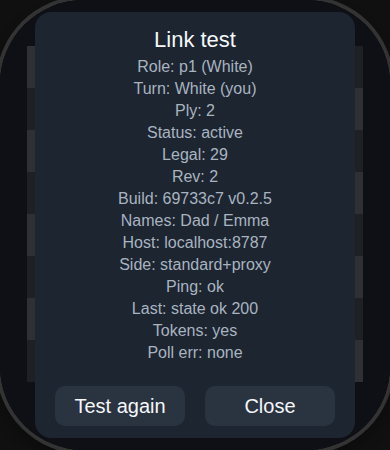 Link test
Role: p1 (White)
Turn: White (you)
Ply: 2
Status: active
Legal: 29
Rev: 2
Build: 69733c7 v0.2.5
Names: Dad / Emma
Host: localhost:8787
Side: standard+proxy
Ping: ok
Last: state ok 200
Tokens: yes
Poll err: none
Test again Close